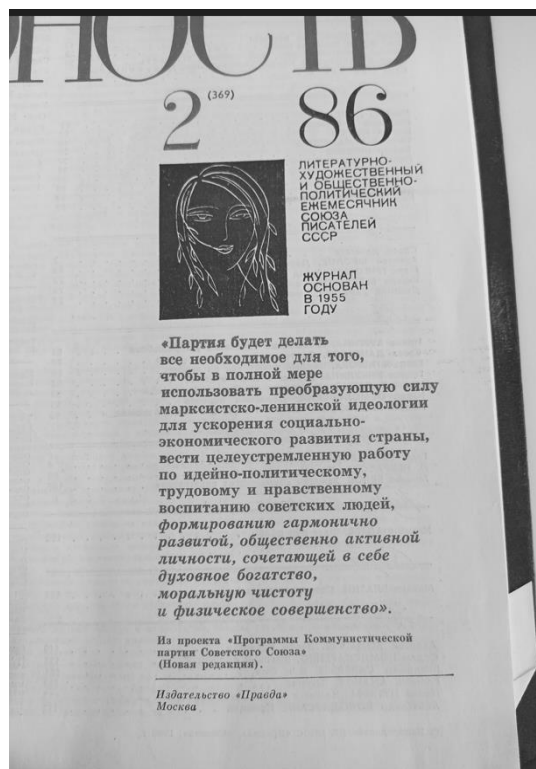 НОСТЬ
2 (369) 86
ЛИТЕРАТУРНО-
ХУДОЖЕСТВЕННЫЙ
И ОБЩЕСТВЕННО-
ПОЛИТИЧЕСКИЙ
ЕЖЕМЕСЯЧНИК
СОЮЗА
ПИСАТЕЛЕЙ
СССР
ЖУРНАЛ
ОСНОВАН
В 1955
ГОДУ
«Партия будет делать
все необходимое для того,
чтобы в полной мере
использовать преобразующую силу
марксистско-ленинской идеологии
для ускорения социально-
экономического развития страны,
вести целеустремленную работу
по идейно-политическому,
трудовому и нравственному
воспитанию советских людей,
формированию гармонично
развитой, общественно активной
личности, сочетающей в себе
духовное богатство,
моральную чистоту
и физическое совершенство».
Из проекта «Программы Коммунистической
партии Советского Союза»
(Новая редакция).
Издательство «Правда»
Москва